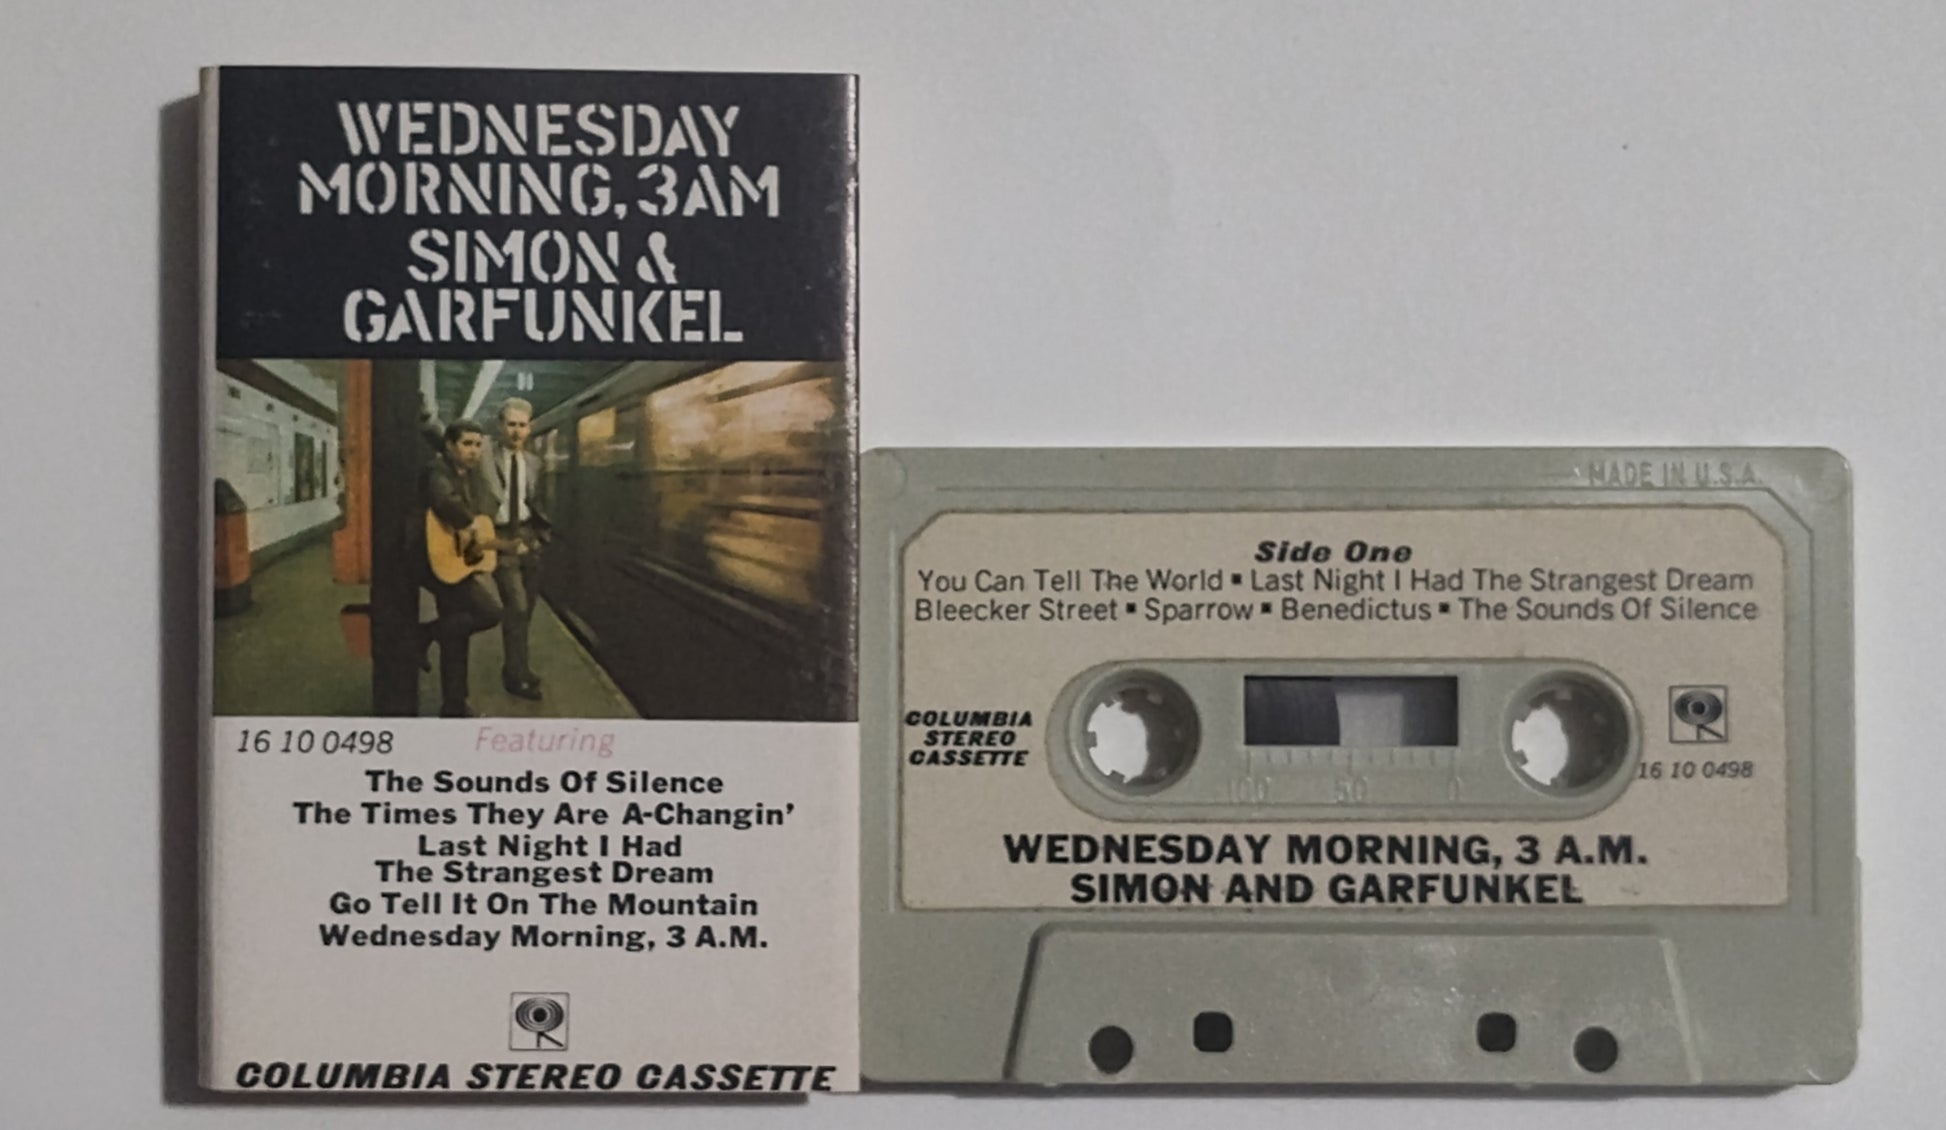 WEDNESDAY
MORNING, 3AM
SIMON &
GARFUNKEL
16 10 0498 Featuring
The Sounds Of Silence
The Times They Are A-Changin'
Last Night I Had
The Strangest Dream
Go Tell It On The Mountain
Wednesday Morning, 3 A.M.
COLUMBIA STEREO CASSETTE
MADE IN U.S.A.
Side One
You Can Tell The World ▪ Last Night I Had The Strangest Dream
Bleecker Street ▪ Sparrow ▪ Benedictus ▪ The Sounds Of Silence
COLUMBIA
STEREO
CASSETTE
16 10 0498
100 50 0
WEDNESDAY MORNING, 3 A.M.
SIMON AND GARFUNKEL